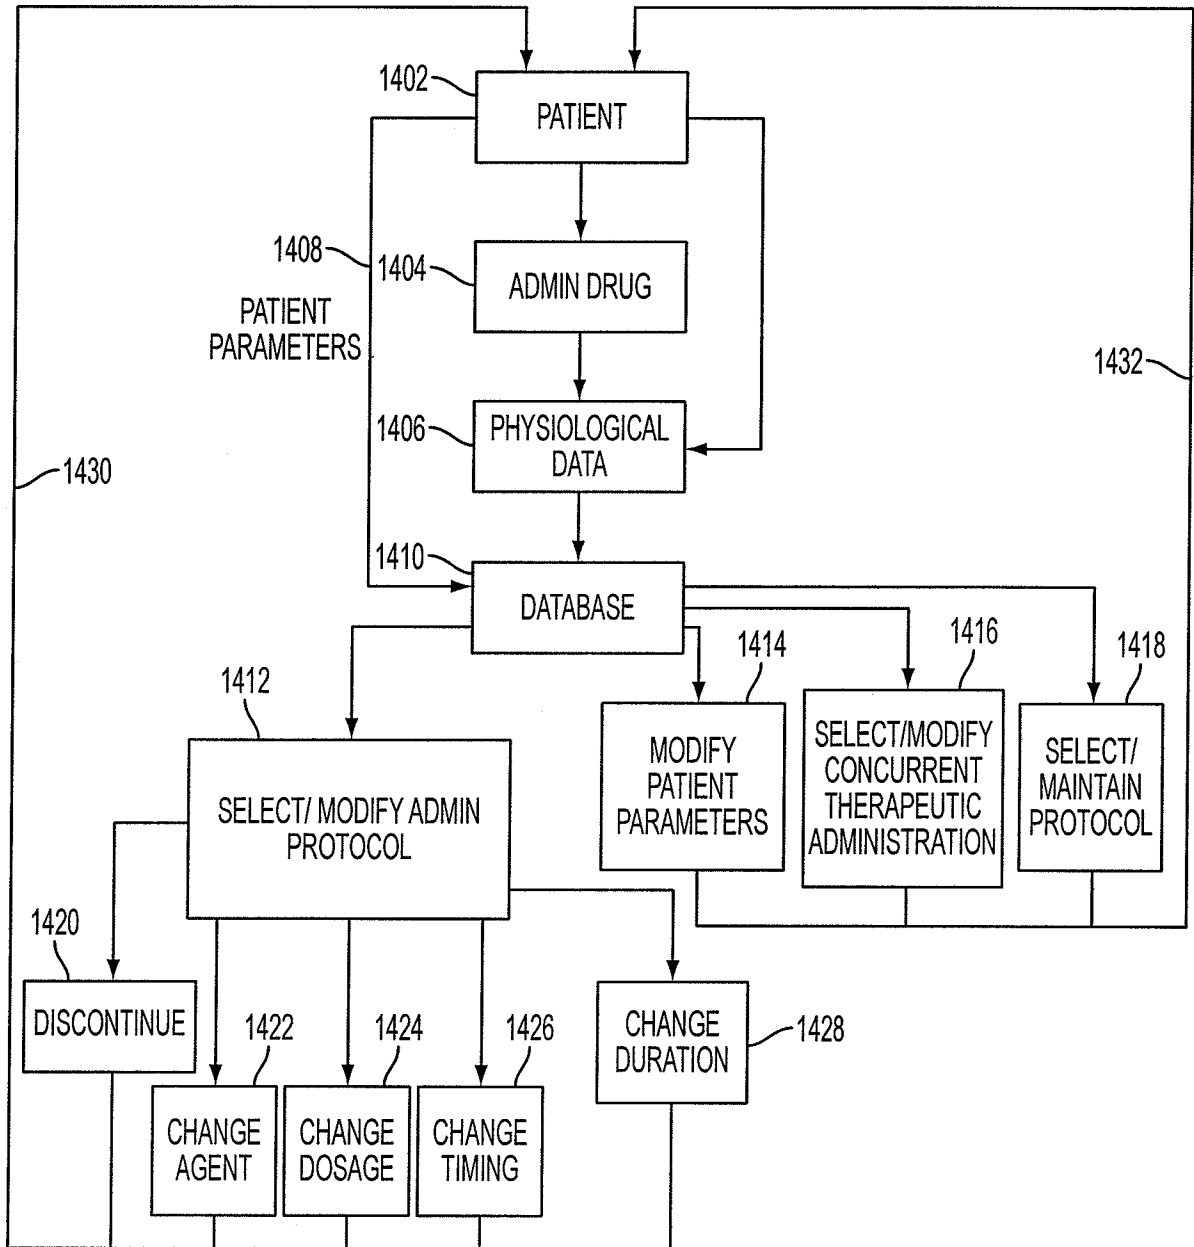 1402
PATIENT
1408
1404
ADMIN DRUG
PATIENT
PARAMETERS
1432
1406
PHYSIOLOGICAL
DATA
1430
1410
DATABASE
1414
1416
1418
1412
SELECT/ MODIFY ADMIN
PROTOCOL
MODIFY
PATIENT
PARAMETERS
SELECT/MODIFY
CONCURRENT
THERAPEUTIC
ADMINISTRATION
SELECT/
MAINTAIN
PROTOCOL
1420
DISCONTINUE
1422
1424
1426
CHANGE
DURATION
1428
CHANGE
AGENT
CHANGE
DOSAGE
CHANGE
TIMING